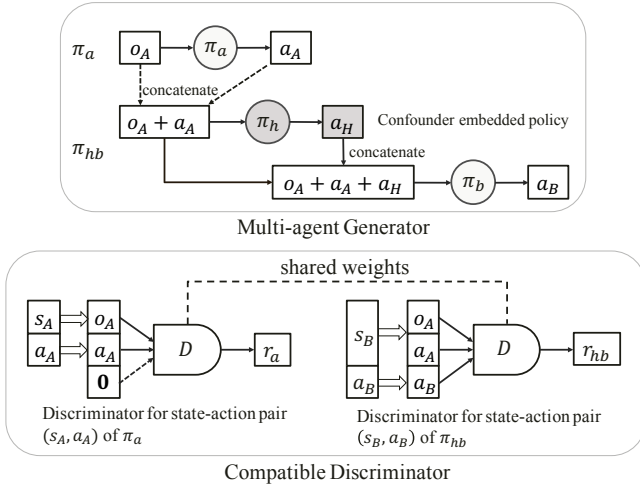 π_a o_A π_a a_A
concatenate
o_A + a_A π_h a_H Confounder embedded policy
π_hb
concatenate
o_A + a_A + a_H π_b a_B
Multi-agent Generator
shared weights
s_A o_A
a_A a_A D r_a
0
s_B o_A
a_A D r_hb
a_B a_B
Discriminator for state-action pair
(s_A, a_A) of π_a
Discriminator for state-action pair
(s_B, a_B) of π_hb
Compatible Discriminator